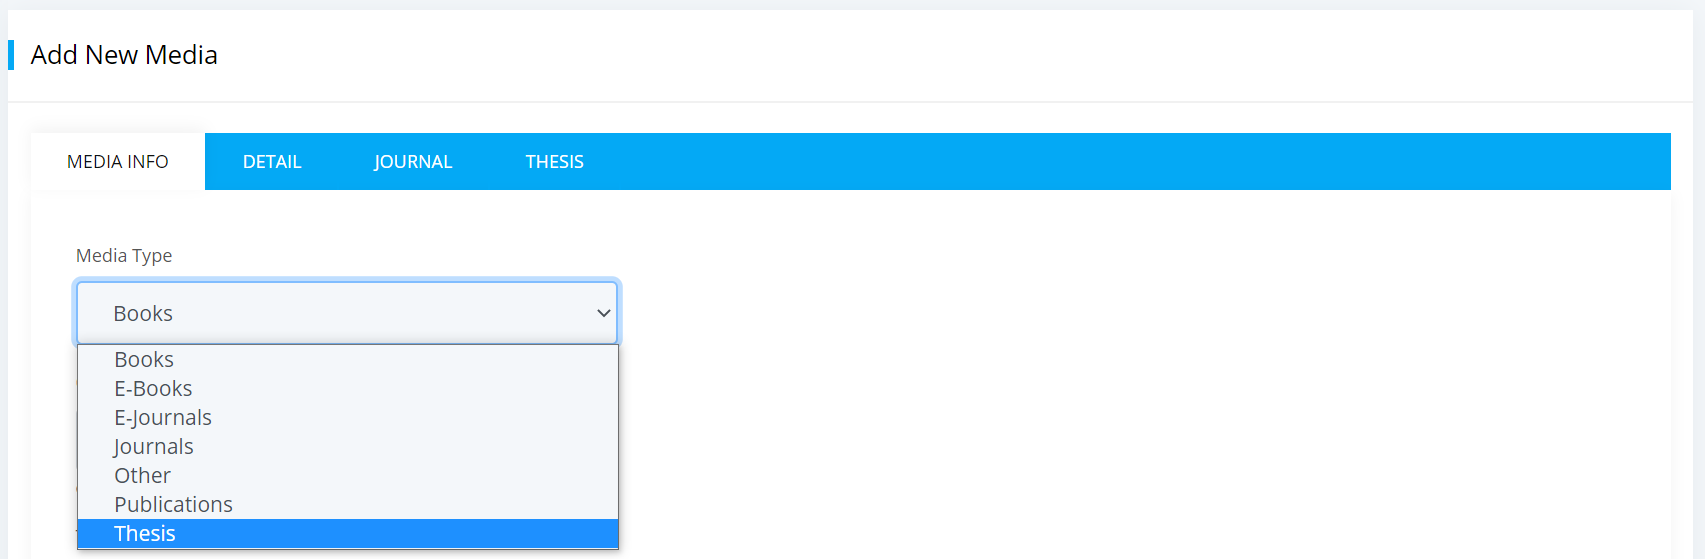 Add New Media
MEDIA INFO DETAIL JOURNAL THESIS
Media Type
Books
Books
E-Books
E-Journals
Journals
Other
Publications
Thesis